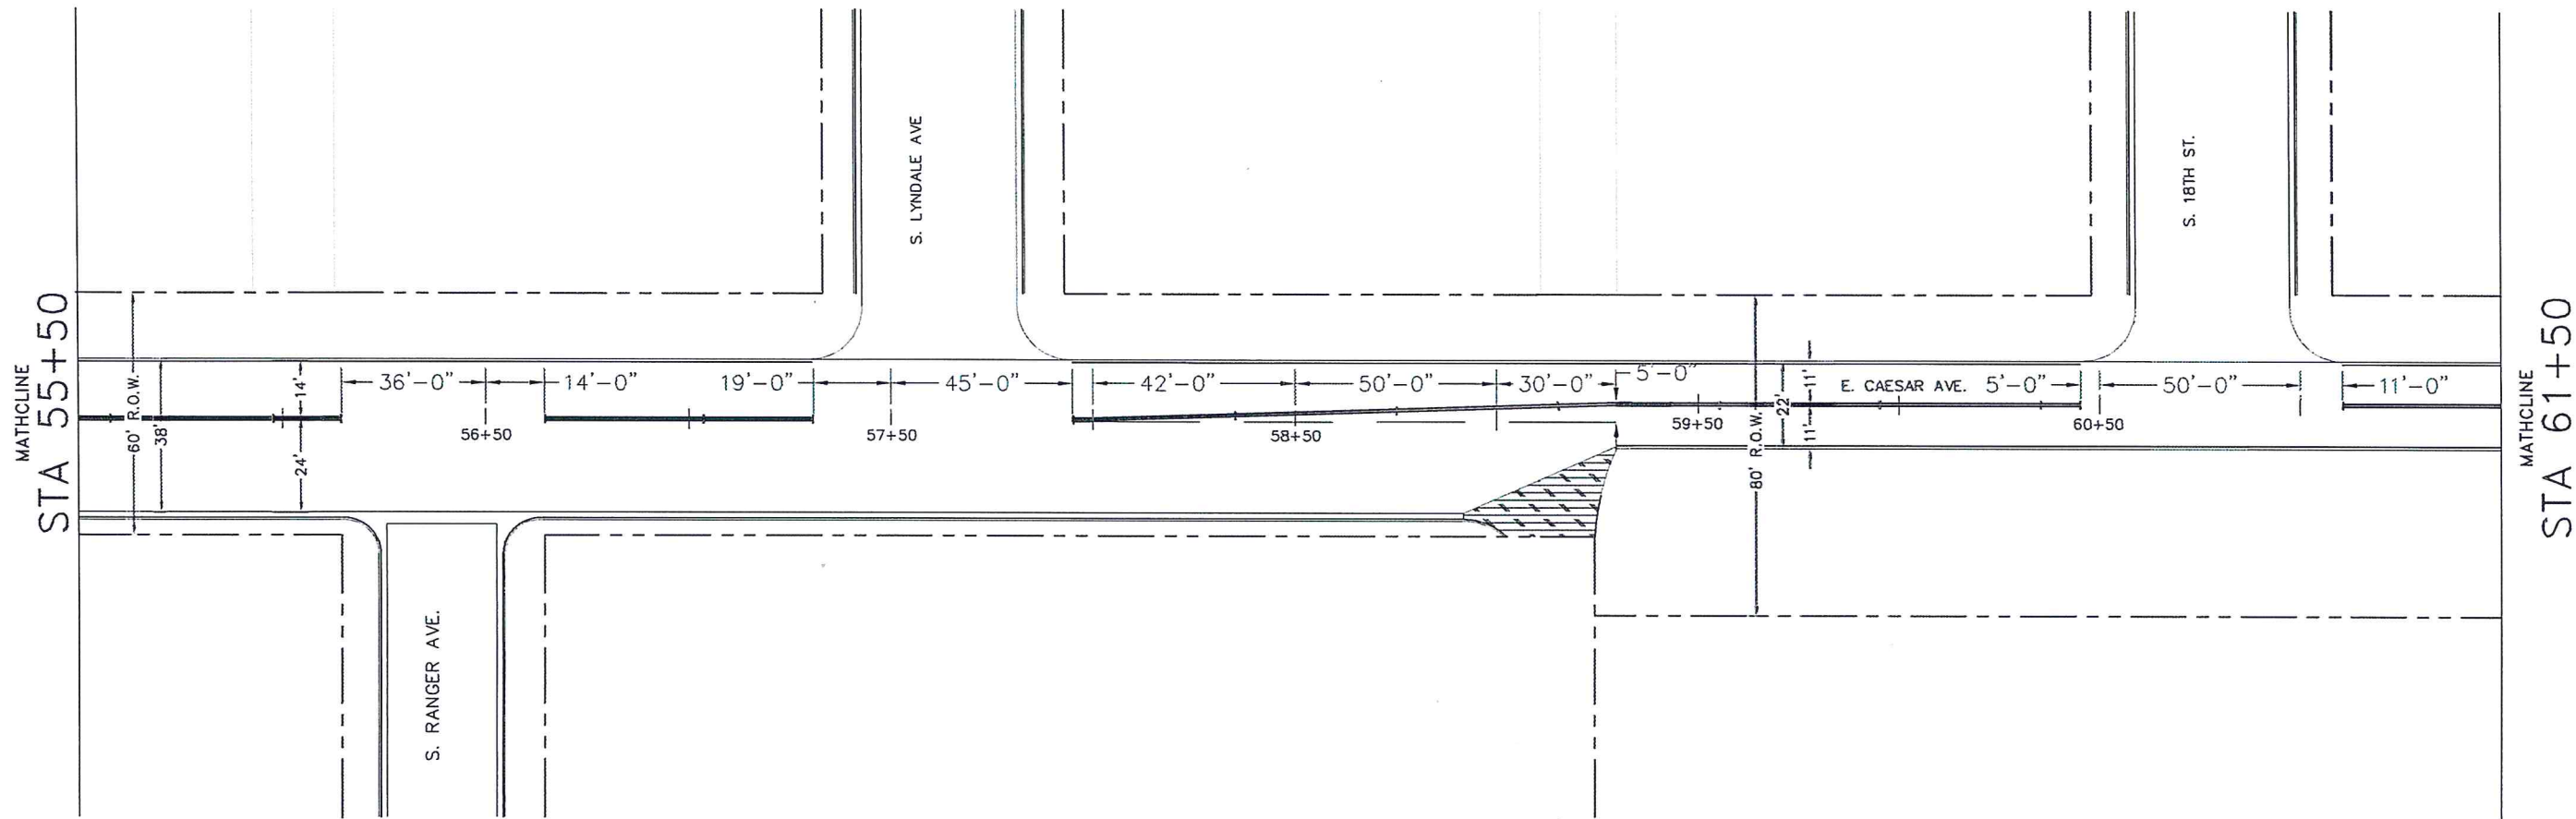 MATHCLINE
STA 55+50
60' R.O.W.
38'
14'
24'
36'-0"
14'-0"
19'-0"
45'-0"
42'-0"
50'-0"
30'-0"
5'-0"
E. CAESAR AVE.
5'-0"
50'-0"
11'-0"
56+50
57+50
58+50
59+50
60+50
80' R.O.W.
22'
11'
11'
S. LYNDALE AVE
S. 18TH ST.
S. RANGER AVE.
MATHCLINE
STA 61+50